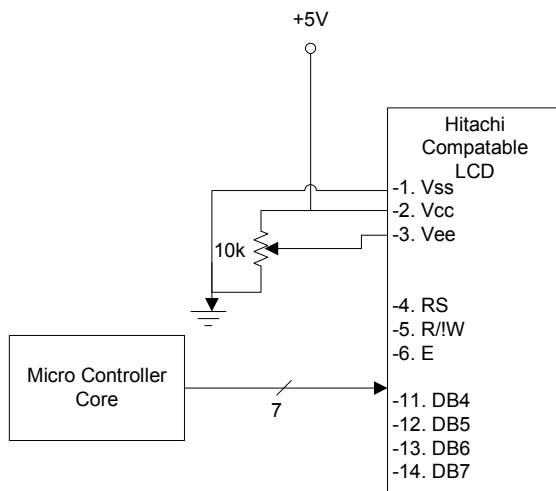 +5V
Hitachi
Compatable
LCD
-1. Vss
-2. Vcc
-3. Vee
10k
-4. RS
-5. R/!W
-6. E
Micro Controller
Core
7
-11. DB4
-12. DB5
-13. DB6
-14. DB7